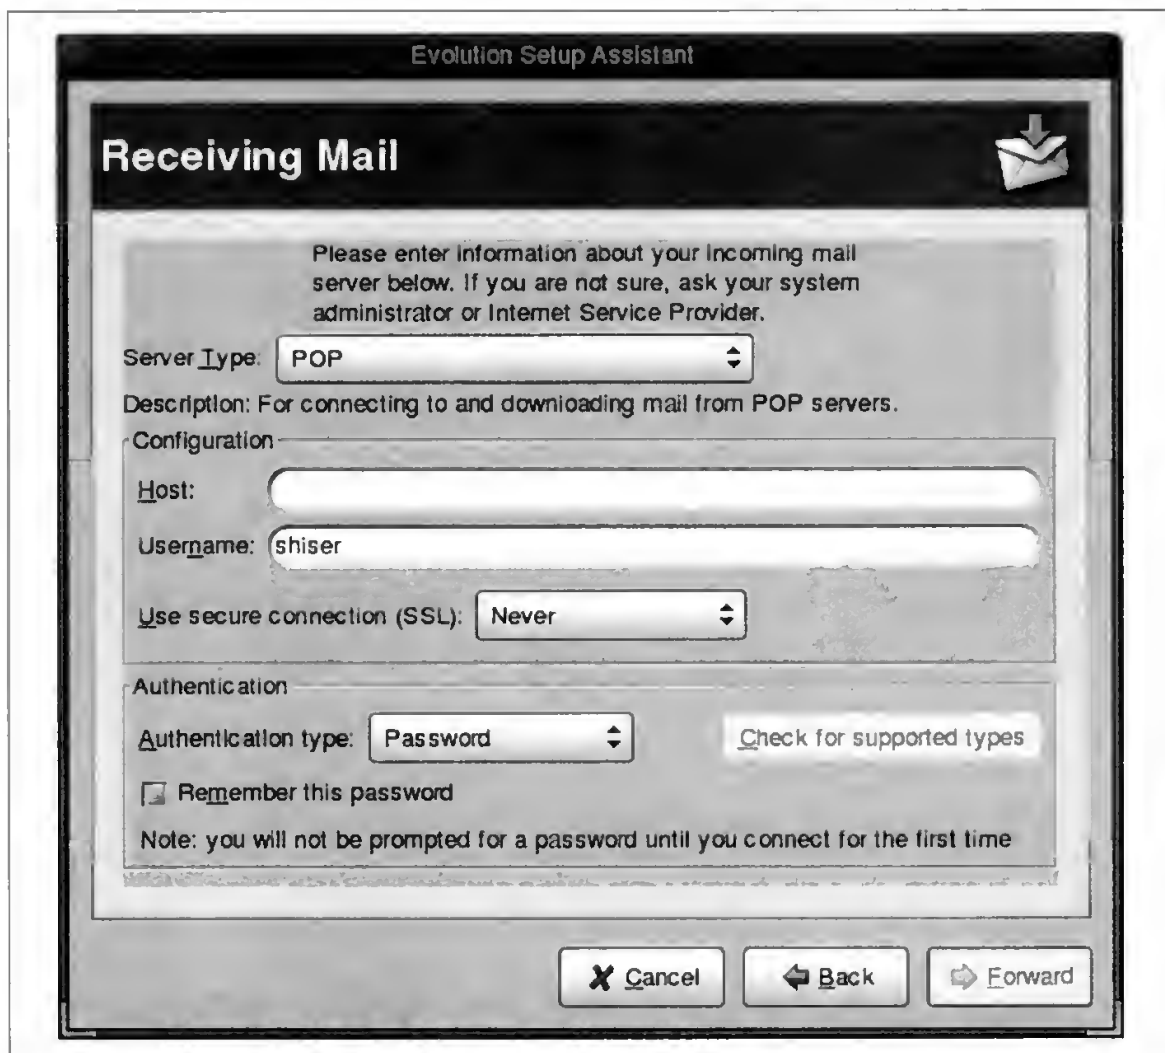 Evolution Setup Assistant
Receiving Mail
Please enter information about your incoming mail
server below. If you are not sure, ask your system
administrator or Internet Service Provider.
Server Type: POP
Description: For connecting to and downloading mail from POP servers.
Configuration
Host:
Username: shiser
Use secure connection (SSL): Never
Authentication
Authentication type: Password Check for supported types
Remember this password
Note: you will not be prompted for a password until you connect for the first time
Cancel Back Forward